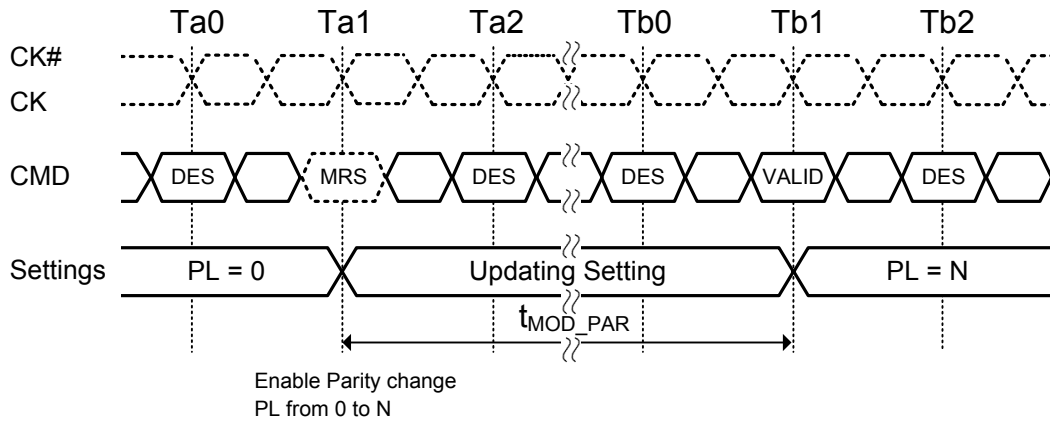 Ta0 Ta1 Ta2 Tb0 Tb1 Tb2
CK#
CK
CMD DES MRS DES DES VALID DES
Settings PL = 0 Updating Setting PL = N
tMOD_PAR
Enable Parity change
PL from 0 to N